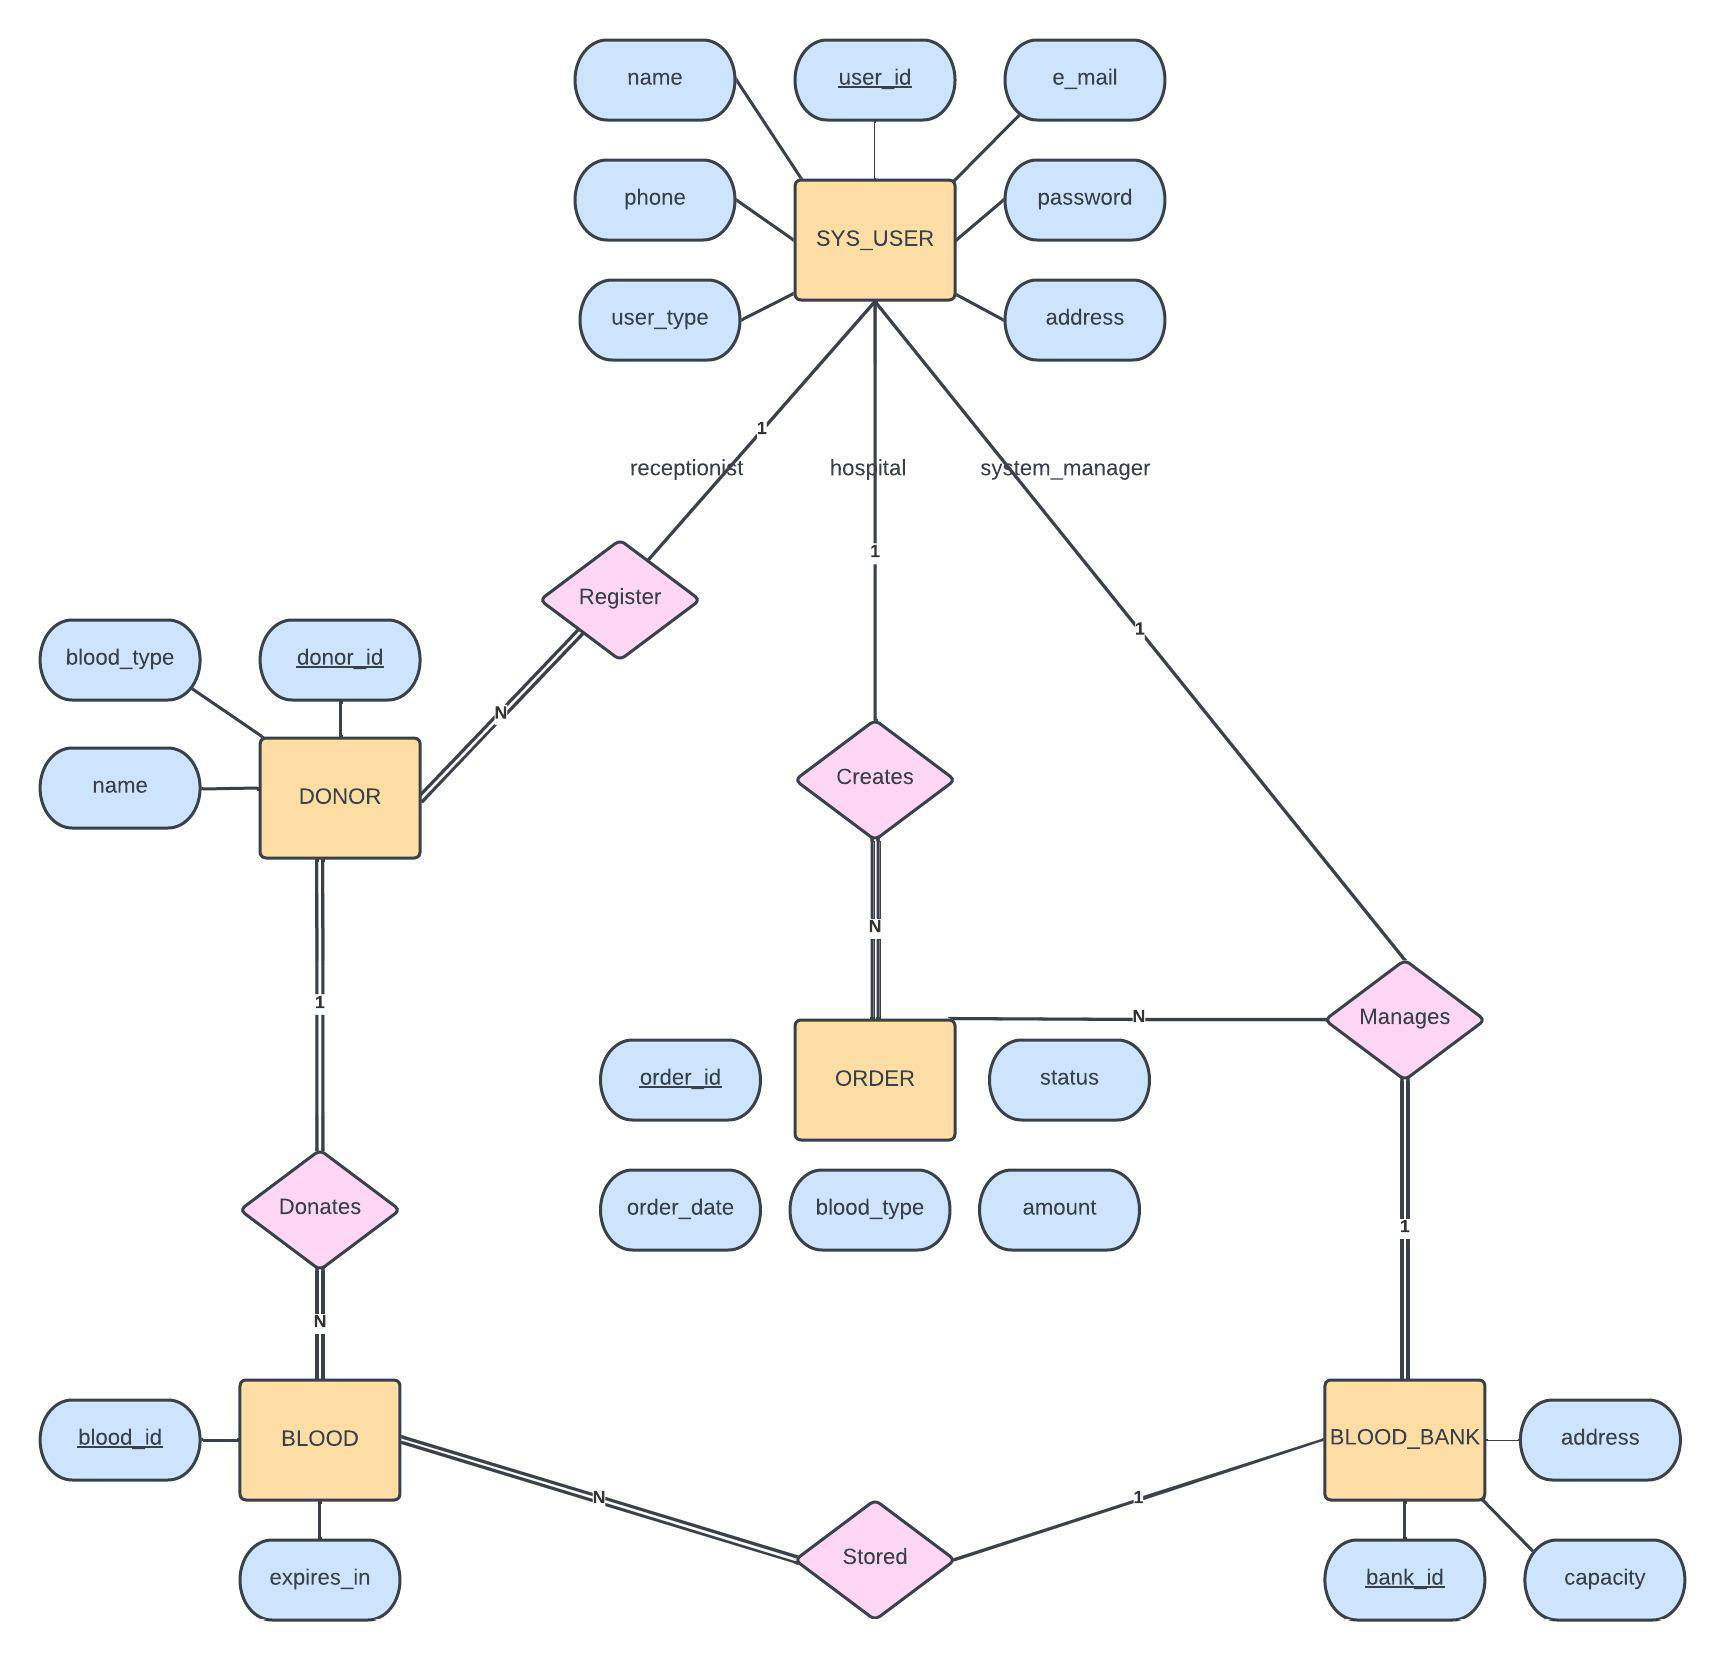 name
user_id
e_mail
phone
password
SYS_USER
user_type
address
1
receptionist
hospital
system_manager
1
Register
1
blood_type
donor_id
N
name
DONOR
Creates
N
1
N
Manages
order_id
ORDER
status
Donates
order_date
blood_type
amount
1
N
blood_id
BLOOD
BLOOD_BANK
address
N
1
Stored
expires_in
bank_id
capacity